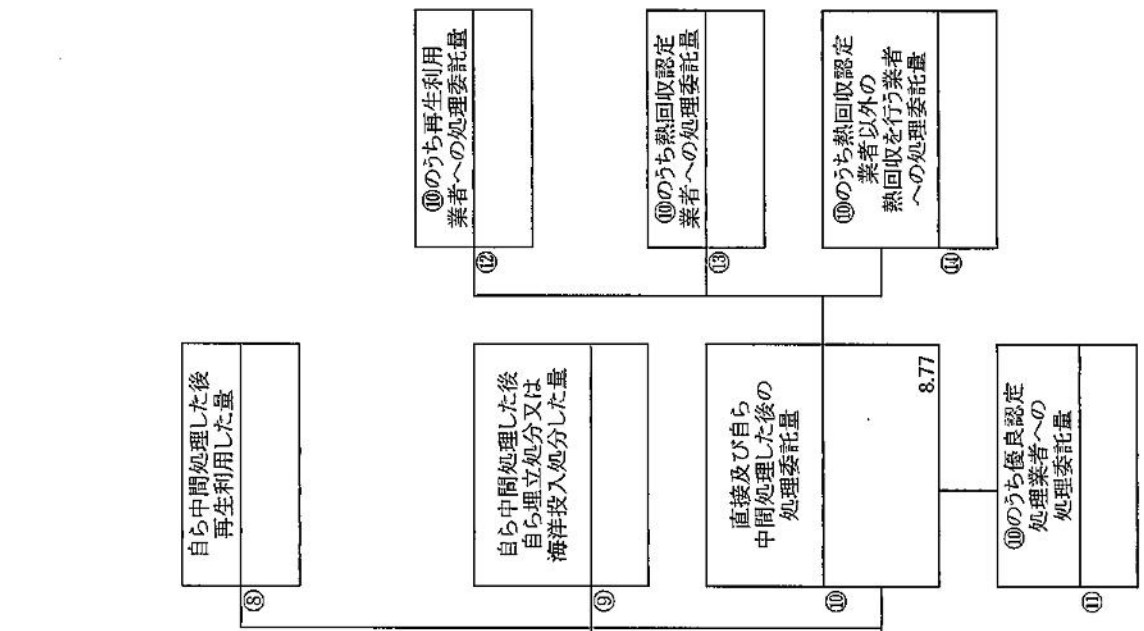 ⑧
自ら中間処理した後
再生利用した量
⑨
自ら中間処理した後
自ら埋立処分又は
海洋投入処分した量
⑩
直接及び自ら
中間処理した後の
処理委託量
8.77
⑪
⑩のうち優良認定
処理業者への
処理委託量
⑫
⑩のうち再生利用
業者への処理委託量
⑬
⑩のうち熱回収認定
業者への処理委託量
⑭
⑩のうち熱回収認定
業者以外の
熱回収を行う業者
への処理委託量